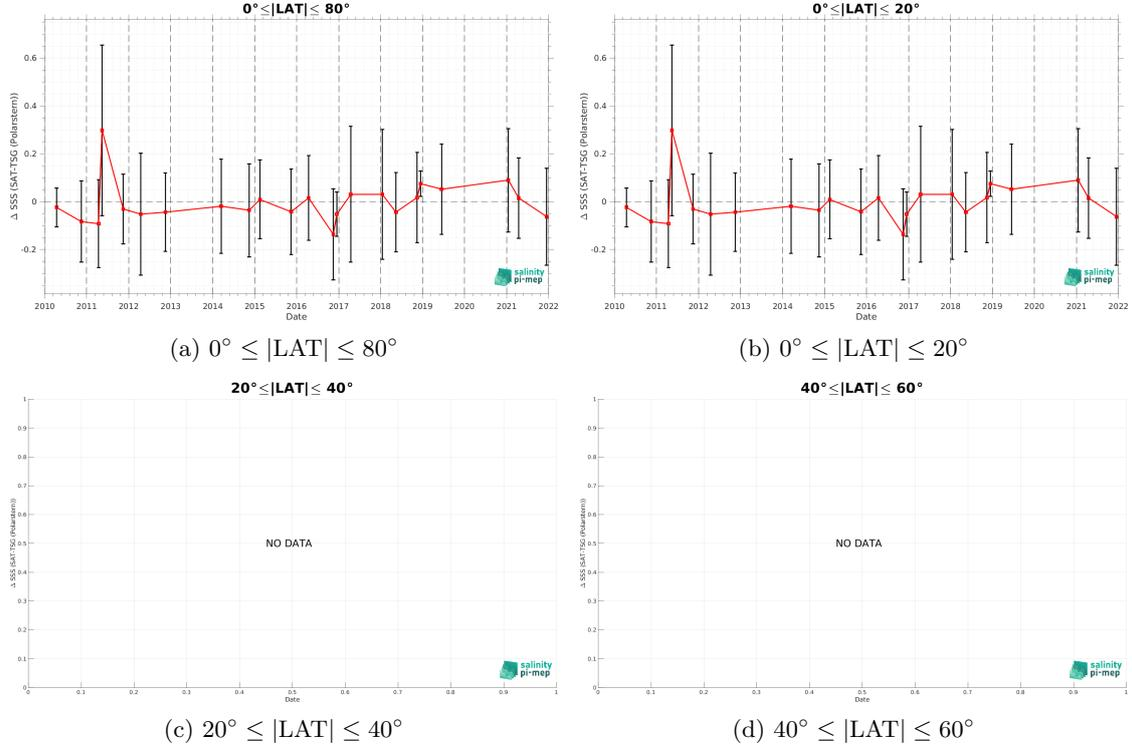 0°≤|LAT|≤ 80°
Δ SSS (SAT-TSG (Polarstern))
0.6
0.4
0.2
0
-0.2
2010 2011 2012 2013 2014 2015 2016 2017 2018 2019 2020 2021 2022
Date
salinity
pi-mep
(a) 0° ≤ |LAT| ≤ 80°
0°≤|LAT|≤ 20°
Δ SSS (SAT-TSG (Polarstern))
0.6
0.4
0.2
0
-0.2
2010 2011 2012 2013 2014 2015 2016 2017 2018 2019 2020 2021 2022
Date
salinity
pi-mep
(b) 0° ≤ |LAT| ≤ 20°
20°≤|LAT|≤ 40°
Δ SSS (SAT-TSG (Polarstern))
1
0.9
0.8
0.7
0.6
0.5
0.4
0.3
0.2
0.1
0
NO DATA
0 0.1 0.2 0.3 0.4 0.5 0.6 0.7 0.8 0.9 1
Date
salinity
pi-mep
(c) 20° ≤ |LAT| ≤ 40°
40°≤|LAT|≤ 60°
Δ SSS (SAT-TSG (Polarstern))
1
0.9
0.8
0.7
0.6
0.5
0.4
0.3
0.2
0.1
0
NO DATA
0 0.1 0.2 0.3 0.4 0.5 0.6 0.7 0.8 0.9 1
Date
salinity
pi-mep
(d) 40° ≤ |LAT| ≤ 60°